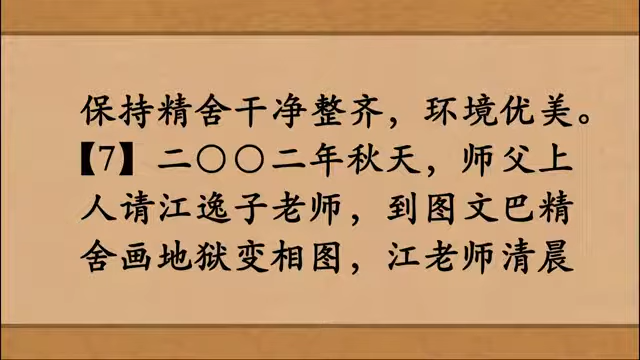 保持精舍干净整齐，环境优美。
【7】二〇〇二年秋天，师父上
人请江逸子老师，到图文巴精
舍画地狱变相图，江老师清晨